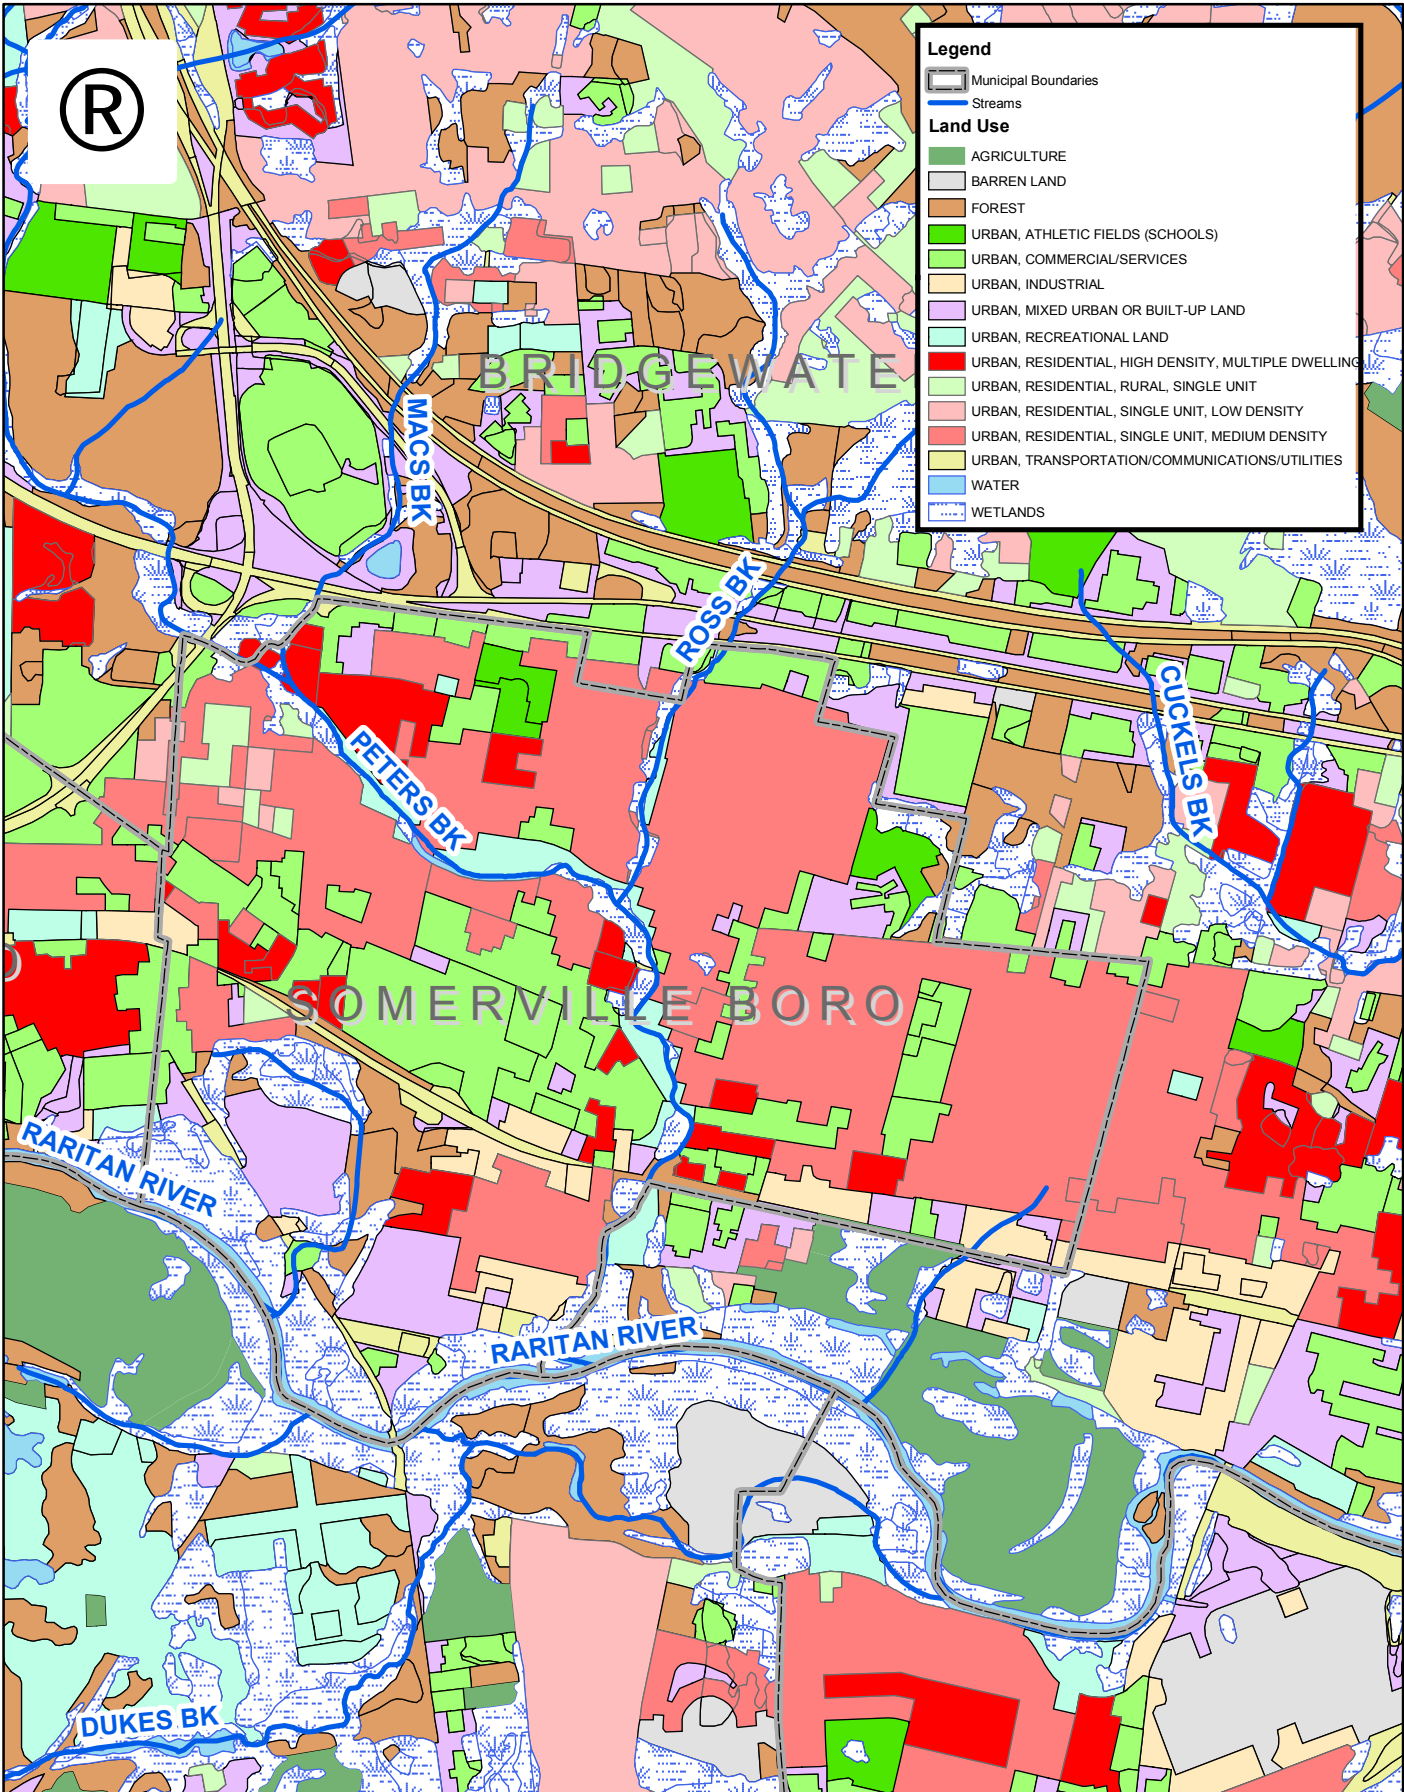 ®
Legend
Municipal Boundaries
Streams
Land Use
AGRICULTURE
BARREN LAND
FOREST
URBAN, ATHLETIC FIELDS (SCHOOLS)
URBAN, COMMERCIAL/SERVICES
URBAN, INDUSTRIAL
URBAN, MIXED URBAN OR BUILT-UP LAND
URBAN, RECREATIONAL LAND
URBAN, RESIDENTIAL, HIGH DENSITY, MULTIPLE DWELLING
URBAN, RESIDENTIAL, RURAL, SINGLE UNIT
URBAN, RESIDENTIAL, SINGLE UNIT, LOW DENSITY
URBAN, RESIDENTIAL, SINGLE UNIT, MEDIUM DENSITY
URBAN, TRANSPORTATION/COMMUNICATIONS/UTILITIES
WATER
WETLANDS
BRIDGEWATE
MACS BK
ROSS BK
CUCKELS BK
PETERS BK
O
SOMERVILLE BORO
RARITAN RIVER
RARITAN RIVER
DUKES BK